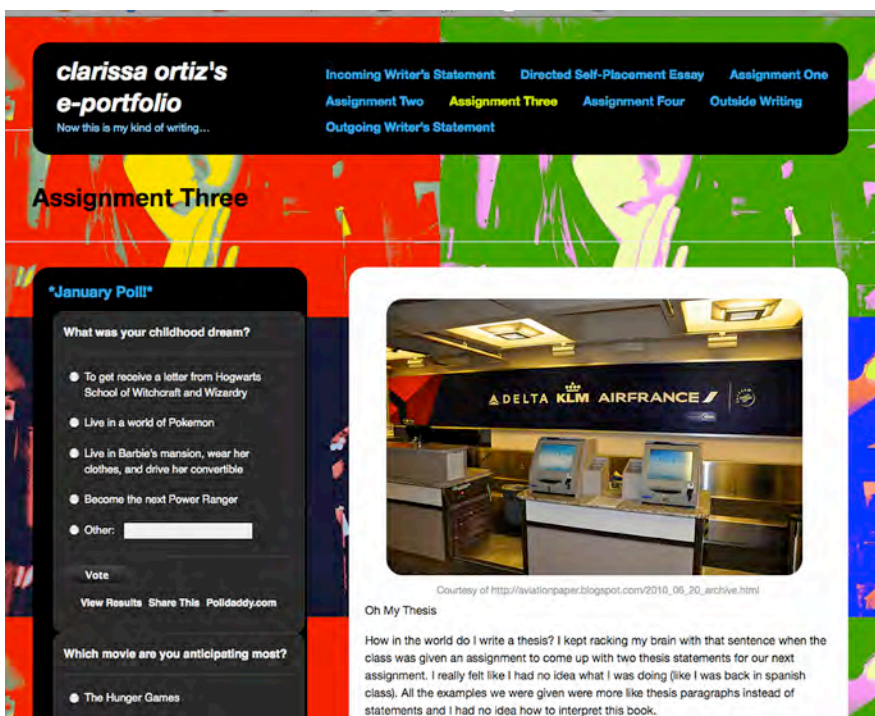 clarissa ortiz's
e-portfolio
Now this is my kind of writing...
Incoming Writer's Statement Directed Self-Placement Essay Assignment One
Assignment Two Assignment Three Assignment Four Outside Writing
Outgoing Writer's Statement
Assignment Three
*January Poll!*
What was your childhood dream?
To get receive a letter from Hogwarts
School of Witchcraft and Wizardry
Live in a world of Pokemon
Live in Barbie's mansion, wear her
clothes, and drive her convertible
Become the next Power Ranger
Other:
Vote
View Results Share This Polldaddy.com
Which movie are you anticipating most?
The Hunger Games
DELTA KLM AIRFRANCE
Courtesy of http://aviationpaper.blogspot.com/2010_06_20_archive.html
Oh My Thesis
How in the world do I write a thesis? I kept racking my brain with that sentence when the
class was given an assignment to come up with two thesis statements for our next
assignment. I really felt like I had no idea what I was doing (like I was back in spanish
class). All the examples we were given were more like thesis paragraphs instead of
statements and I had no idea how to interpret this book.